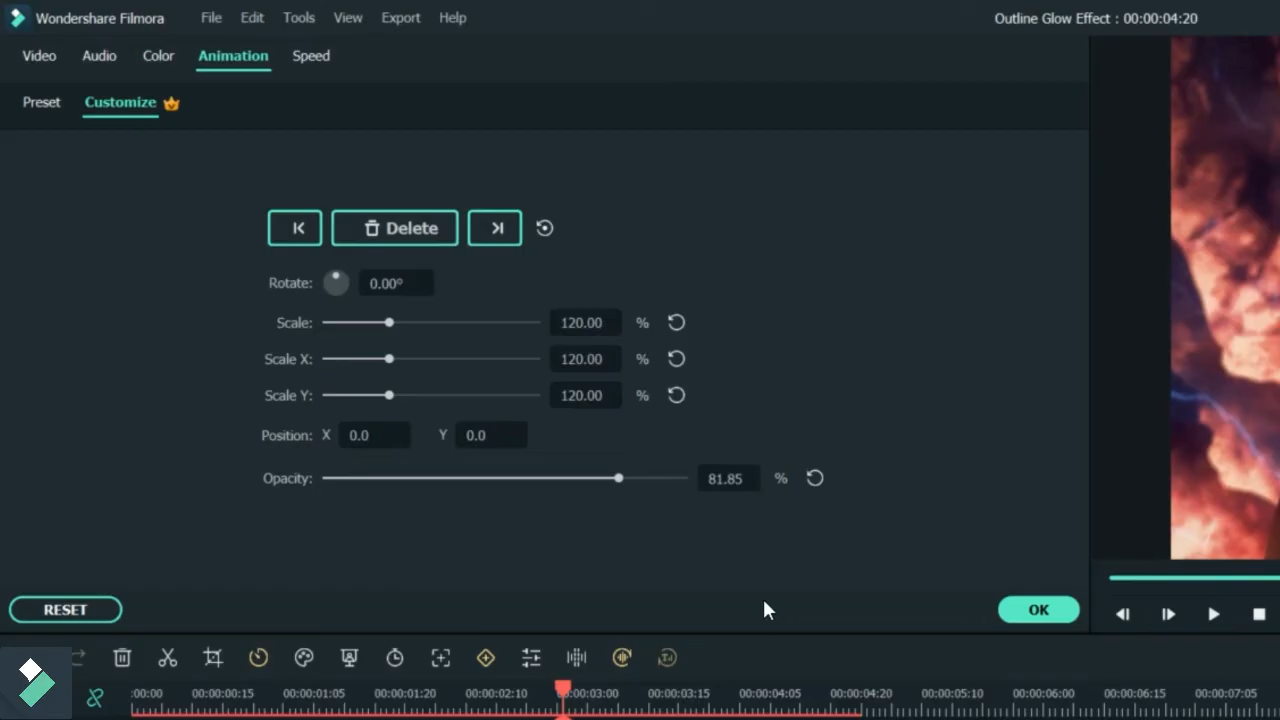 Wondershare Filmora File Edit Tools View Export Help Outline Glow Effect : 00:00:04:20
Video Audio Color Animation Speed
Preset Customize
Delete
Rotate: 0.00°
Scale: 120.00 %
Scale X: 120.00 %
Scale Y: 120.00 %
Position: X 0.0 Y 0.0
Opacity: 81.85 %
RESET OK
:00:00 00:00:00:15 00:00:01:05 00:00:01:20 00:00:02:10 00:00:03:00 00:00:03:15 00:00:04:05 00:00:04:20 00:00:05:10 00:00:06:00 00:00:06:15 00:00:07:05